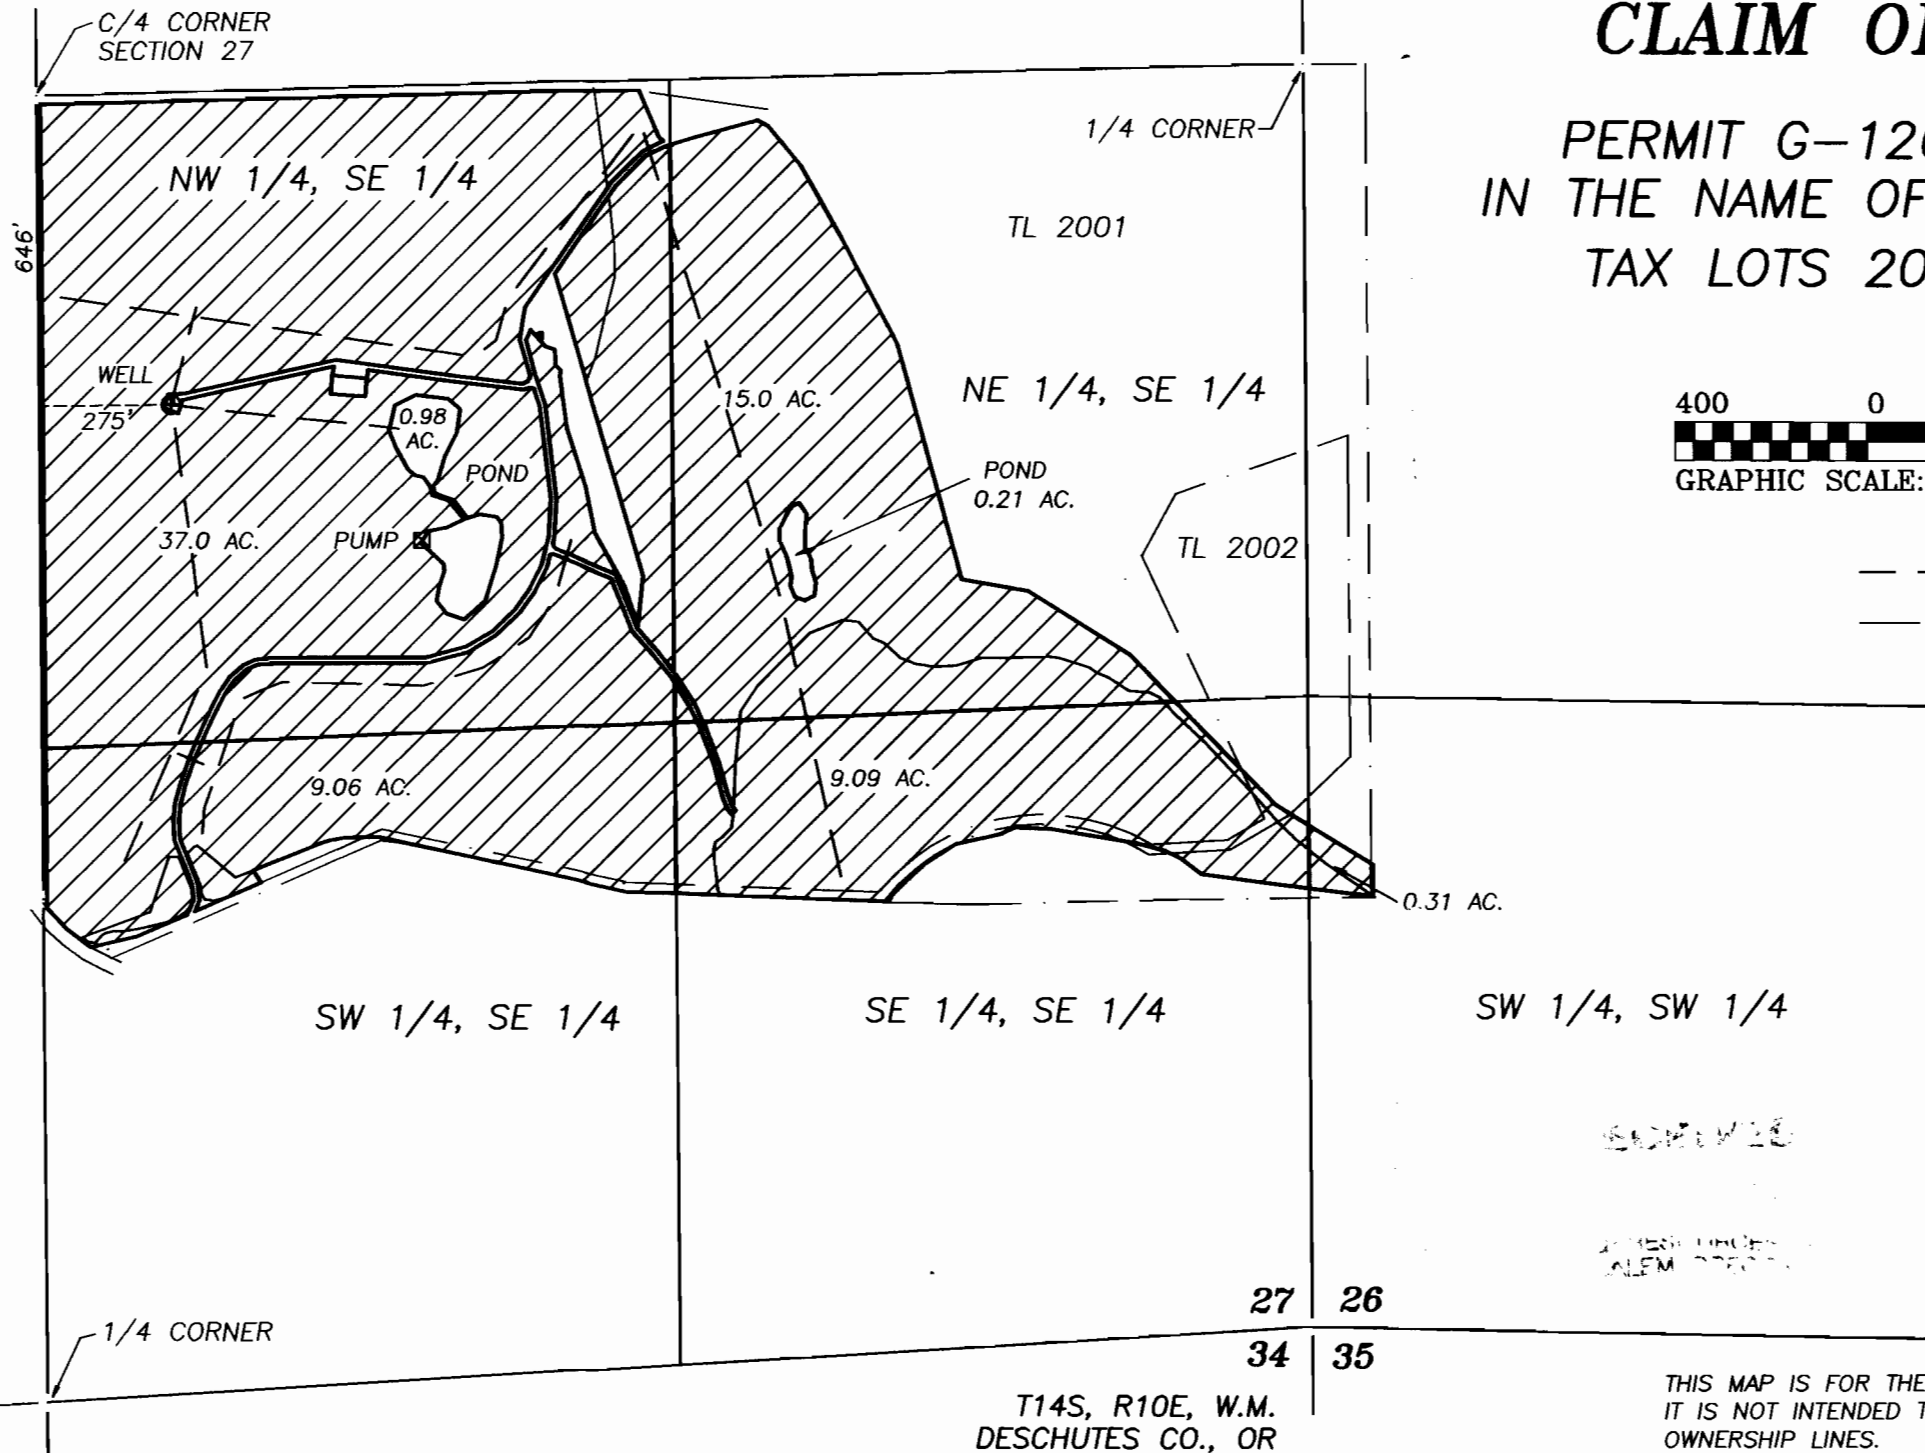 C/4 CORNER
SECTION 27
CLAIM
1/4 CORNER
PERMIT G-12
IN THE NAME OF
TAX LOTS 20
NW 1/4, SE 1/4
TL 2001
646'
WELL
275'
0.98
AC.
15.0 AC.
NE 1/4, SE 1/4
400 0
GRAPHIC SCALE:
POND
POND
0.21 AC.
37.0 AC.
PUMP
TL 2002
9.06 AC.
9.09 AC.
0.31 AC.
SW 1/4, SE 1/4
SE 1/4, SE 1/4
SW 1/4, SW 1/4
27 26
34 35
1/4 CORNER
T14S, R10E, W.M.
DESCHUTES CO., OR
THIS MAP IS FOR THE
IT IS NOT INTENDED
OWNERSHIP LINES.